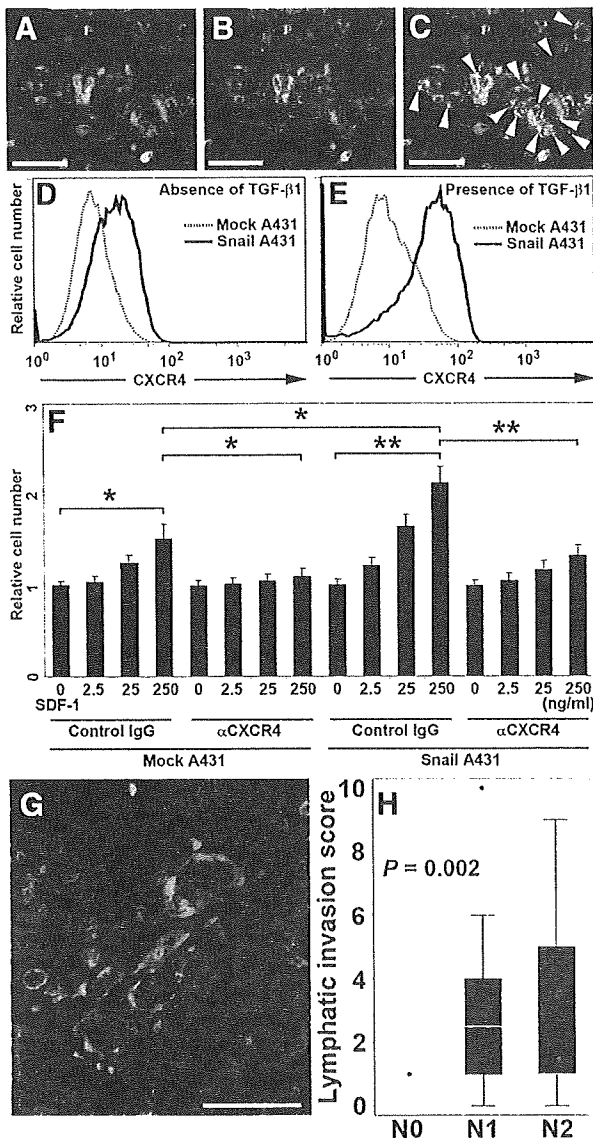 A
B
C
D
Absence of TGF-β1
Mock A431
Snail A431
Relative cell number
10⁰ 10¹ 10² 10³
CXCR4
E
Presence of TGF-β1
Mock A431
Snail A431
10⁰ 10¹ 10² 10³
CXCR4
F
Relative cell number
3
2
1
0
*
*
*
**
**
0 2.5 25 250 0 2.5 25 250 0 2.5 25 250 0 2.5 25 250
SDF-1
(ng/ml)
Control IgG
αCXCR4
Control IgG
αCXCR4
Mock A431
Snail A431
G
H
Lymphatic invasion score
10
8
6
4
2
0
P = 0.002
N0 N1 N2